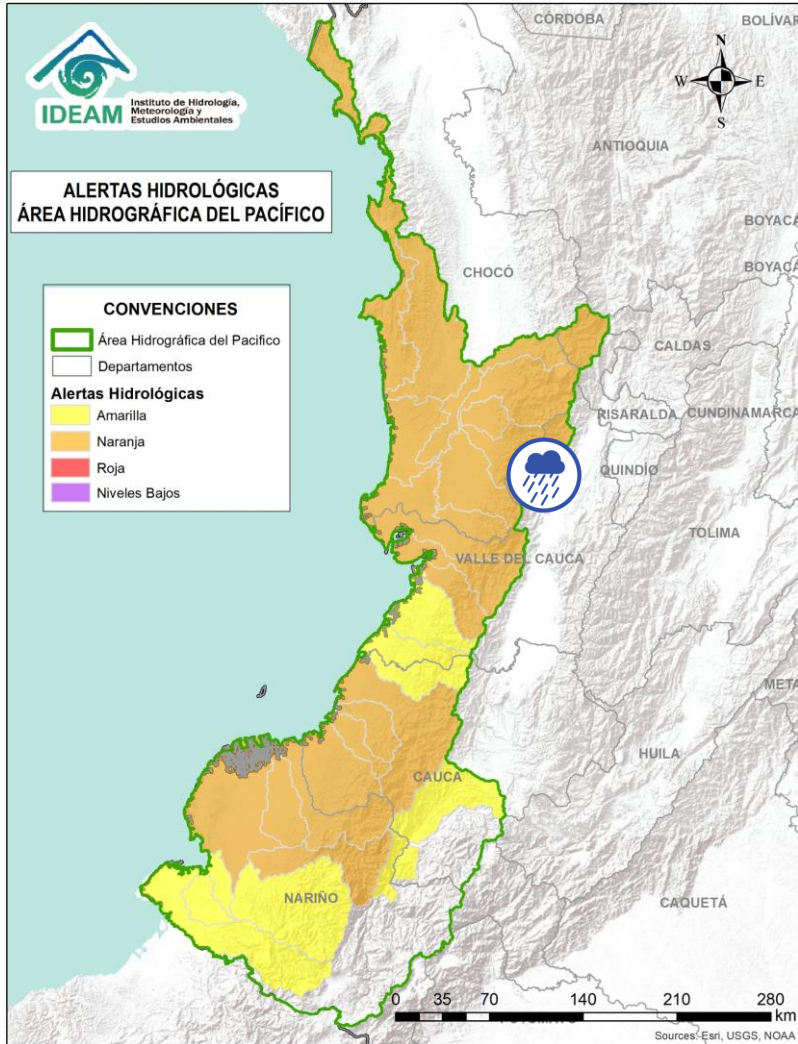 CÓRDOBA
BOLÍVAR
N
W
E
S
IDEAM
Instituto de Hidrología,
Meteorología y
Estudios Ambientales
ANTIOQUIA
ALERTAS HIDROLÓGICAS
ÁREA HIDROGRÁFICA DEL PACÍFICO
BOYACÁ
BOYACÁ
CHOCÓ
CONVENCIONES
Área Hidrográfica del Pacifico
Departamentos
Alertas Hidrológicas
Amarilla
Naranja
Roja
Niveles Bajos
CALDAS
RISARALDA
CUNDINAMARCA
QUINDÍO
TOLIMA
VALLE DEL CAUCA
META
HUILA
CAUCA
NARIÑO
CAQUETÁ
0 35 70 140 210 280
km
Sources: Esri, USGS, NOAA